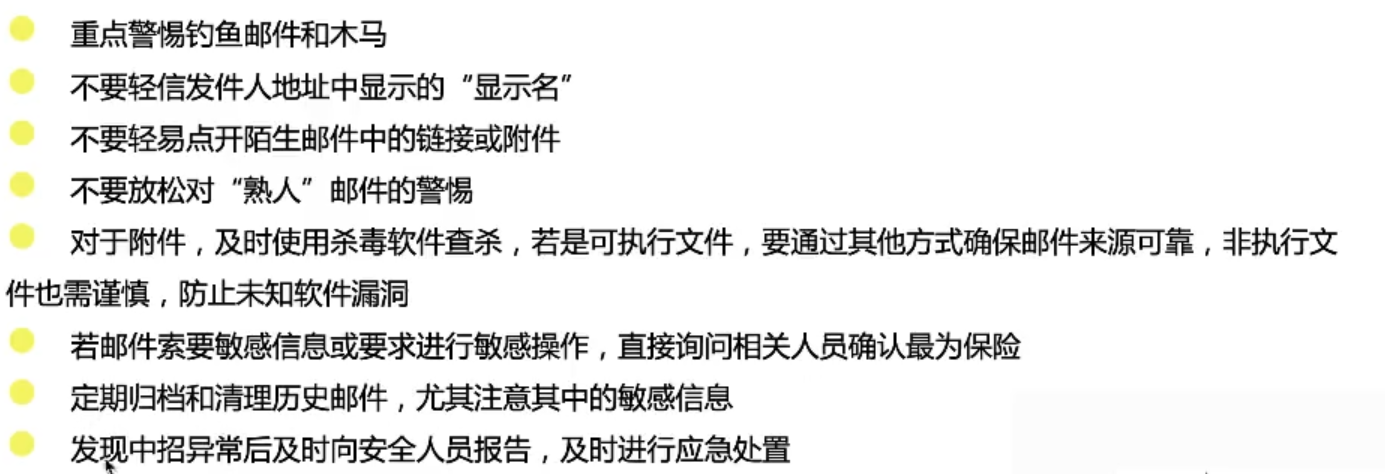 重点警惕钓鱼邮件和木马
不要轻信发件人地址中显示的“显示名”
不要轻易点开陌生邮件中的链接或附件
不要放松对“熟人”邮件的警惕
对于附件，及时使用杀毒软件查杀，若是可执行文件，要通过其他方式确保邮件来源可靠，非执行文
件也需谨慎，防止未知软件漏洞
若邮件索要敏感信息或要求进行敏感操作，直接询问相关人员确认最为保险
定期归档和清理历史邮件，尤其注意其中的敏感信息
发现中招异常后及时向安全人员报告，及时进行应急处置